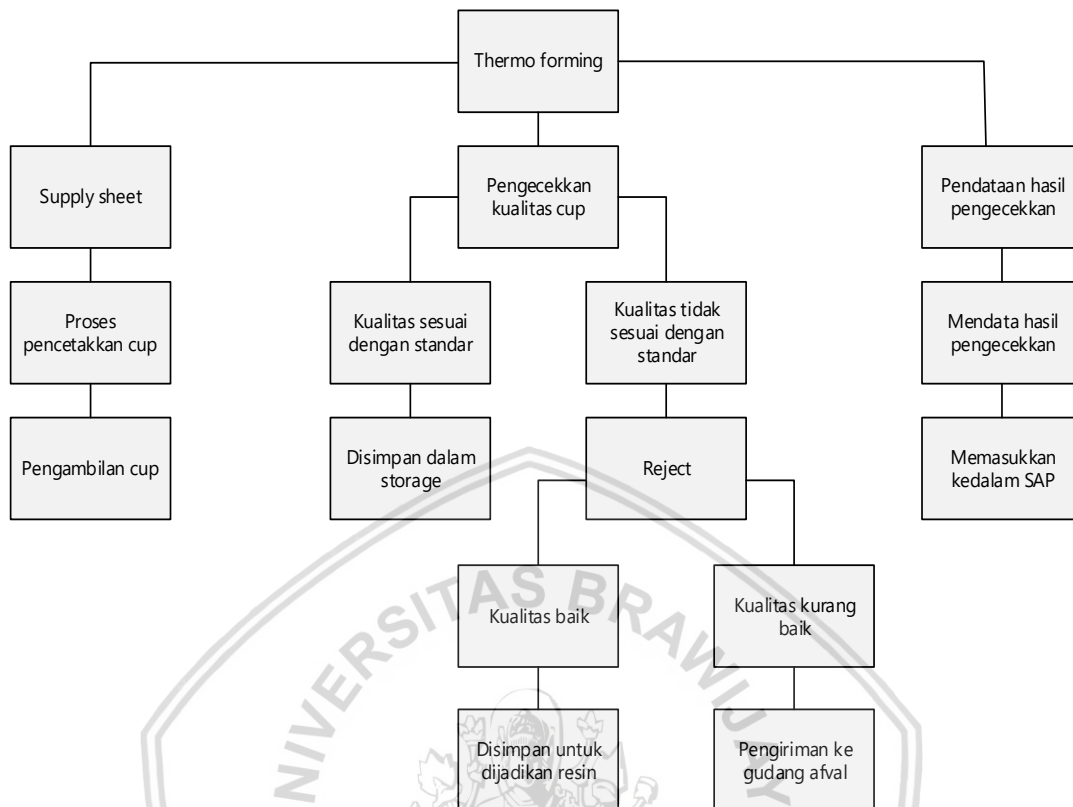 Thermo forming
Supply sheet
Pengecekkan
kualitas cup
Pendataan hasil
pengecekkan
Proses
pencetakkan cup
Kualitas sesuai
dengan standar
Kualitas tidak
sesuai dengan
standar
Mendata hasil
pengecekkan
Pengambilan cup
Disimpan dalam
storage
Reject
Memasukkan
kedalam SAP
Kualitas baik
Kualitas kurang
baik
Disimpan untuk
dijadikan resin
Pengiriman ke
gudang afval
NIVERSITAS BRAWIJAY